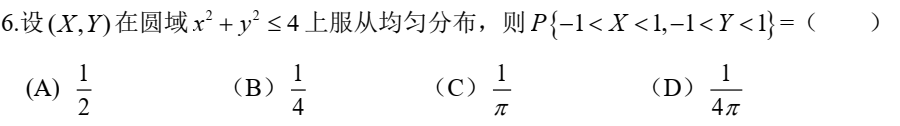 6.设(X,Y)在圆域x²+y²≤4上服从均匀分布，则P{−1<X<1,−1<Y<1}=（　　）
(A) 1/2　（B）1/4　（C）1/π　（D）1/4π